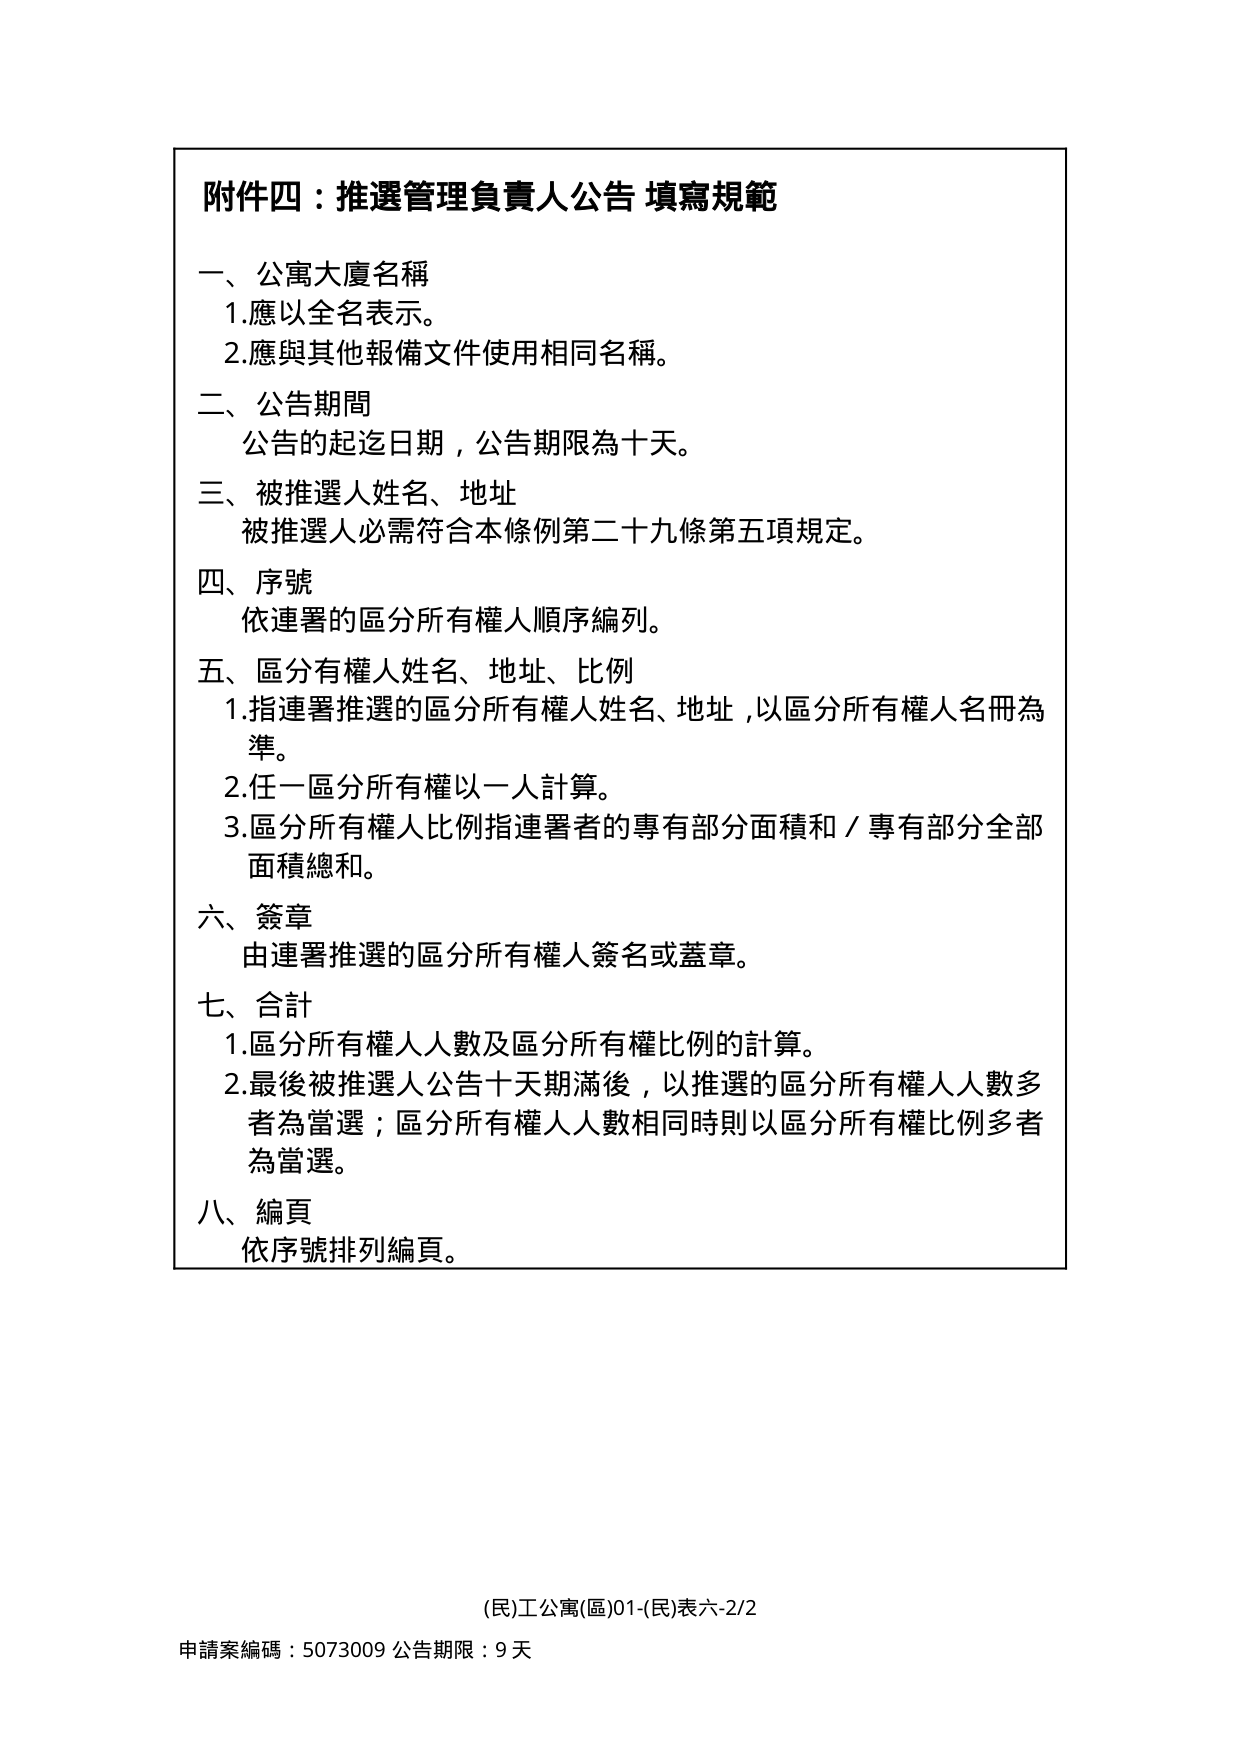 附件四：推選管理負責人公告 填寫規範
一、公寓大廈名稱
1.應以全名表示。
2.應與其他報備文件使用相同名稱。
二、公告期間
公告的起迄日期，公告期限為十天。
三、被推選人姓名、地址
被推選人必需符合本條例第二十九條第五項規定。
四、序號
依連署的區分所有權人順序編列。
五、區分有權人姓名、地址、比例
1.指連署推選的區分所有權人姓名、地址，以區分所有權人名冊為
準。
2.任一區分所有權以一人計算。
3.區分所有權人比例指連署者的專有部分面積和／專有部分全部
面積總和。
六、簽章
由連署推選的區分所有權人簽名或蓋章。
七、合計
1.區分所有權人人數及區分所有權比例的計算。
2.最後被推選人公告十天期滿後，以推選的區分所有權人人數多
者為當選；區分所有權人人數相同時則以區分所有權比例多者
為當選。
八、編頁
依序號排列編頁。
(民)工公寓(區)01-(民)表六-2/2
申請案編碼：5073009 公告期限：9 天